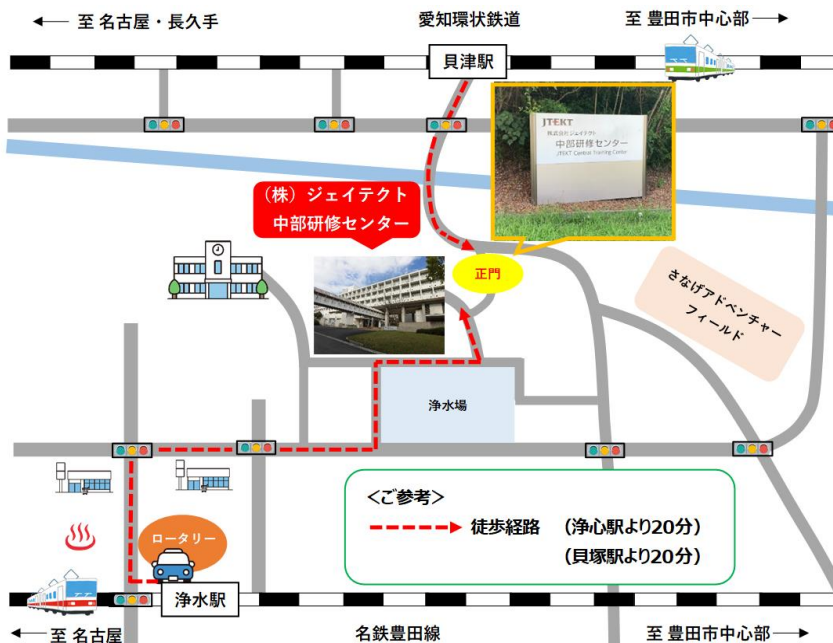 至 名古屋・長久手
愛知環状鉄道
至 豊田市中心部
貝津駅
JTEKT
株式会社ジェイテクト
中部研修センター
JTEKT Central Training Center
（株）ジェイテクト
中部研修センター
正門
さなげアドベンチャー
フィールド
浄水場
＜ご参考＞
徒歩経路 （浄心駅より20分）
（貝塚駅より20分）
ロータリー
浄水駅
至 名古屋
名鉄豊田線
至 豊田市中心部